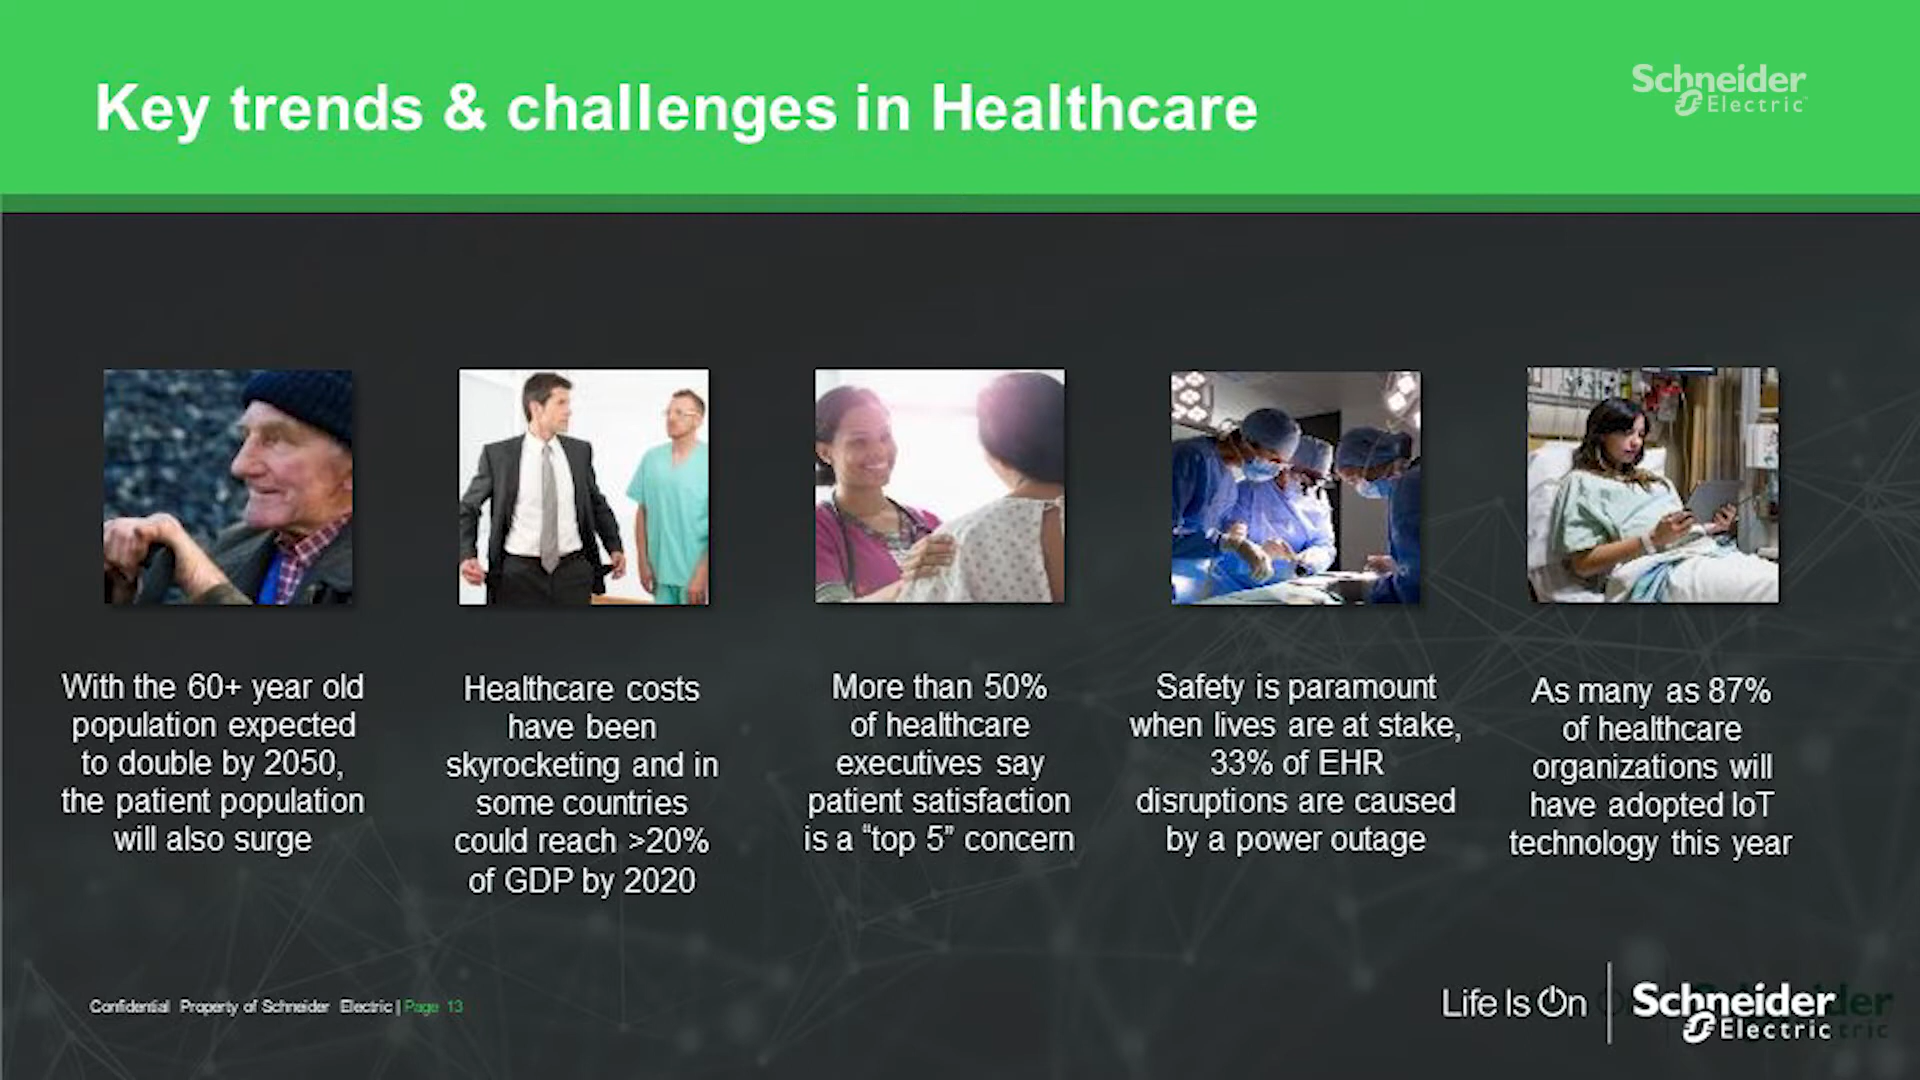 Key trends & challenges in Healthcare
Schneider
Electric
With the 60+ year old
population expected
to double by 2050,
the patient population
will also surge
Healthcare costs
have been
skyrocketing and in
some countries
could reach >20%
of GDP by 2020
More than 50%
of healthcare
executives say
patient satisfaction
is a “top 5” concern
Safety is paramount
when lives are at stake,
33% of EHR
disruptions are caused
by a power outage
As many as 87%
of healthcare
organizations will
have adopted IoT
technology this year
Confidential Property of Schneider Electric | Page 13
Life Is On
Schneider
Electric